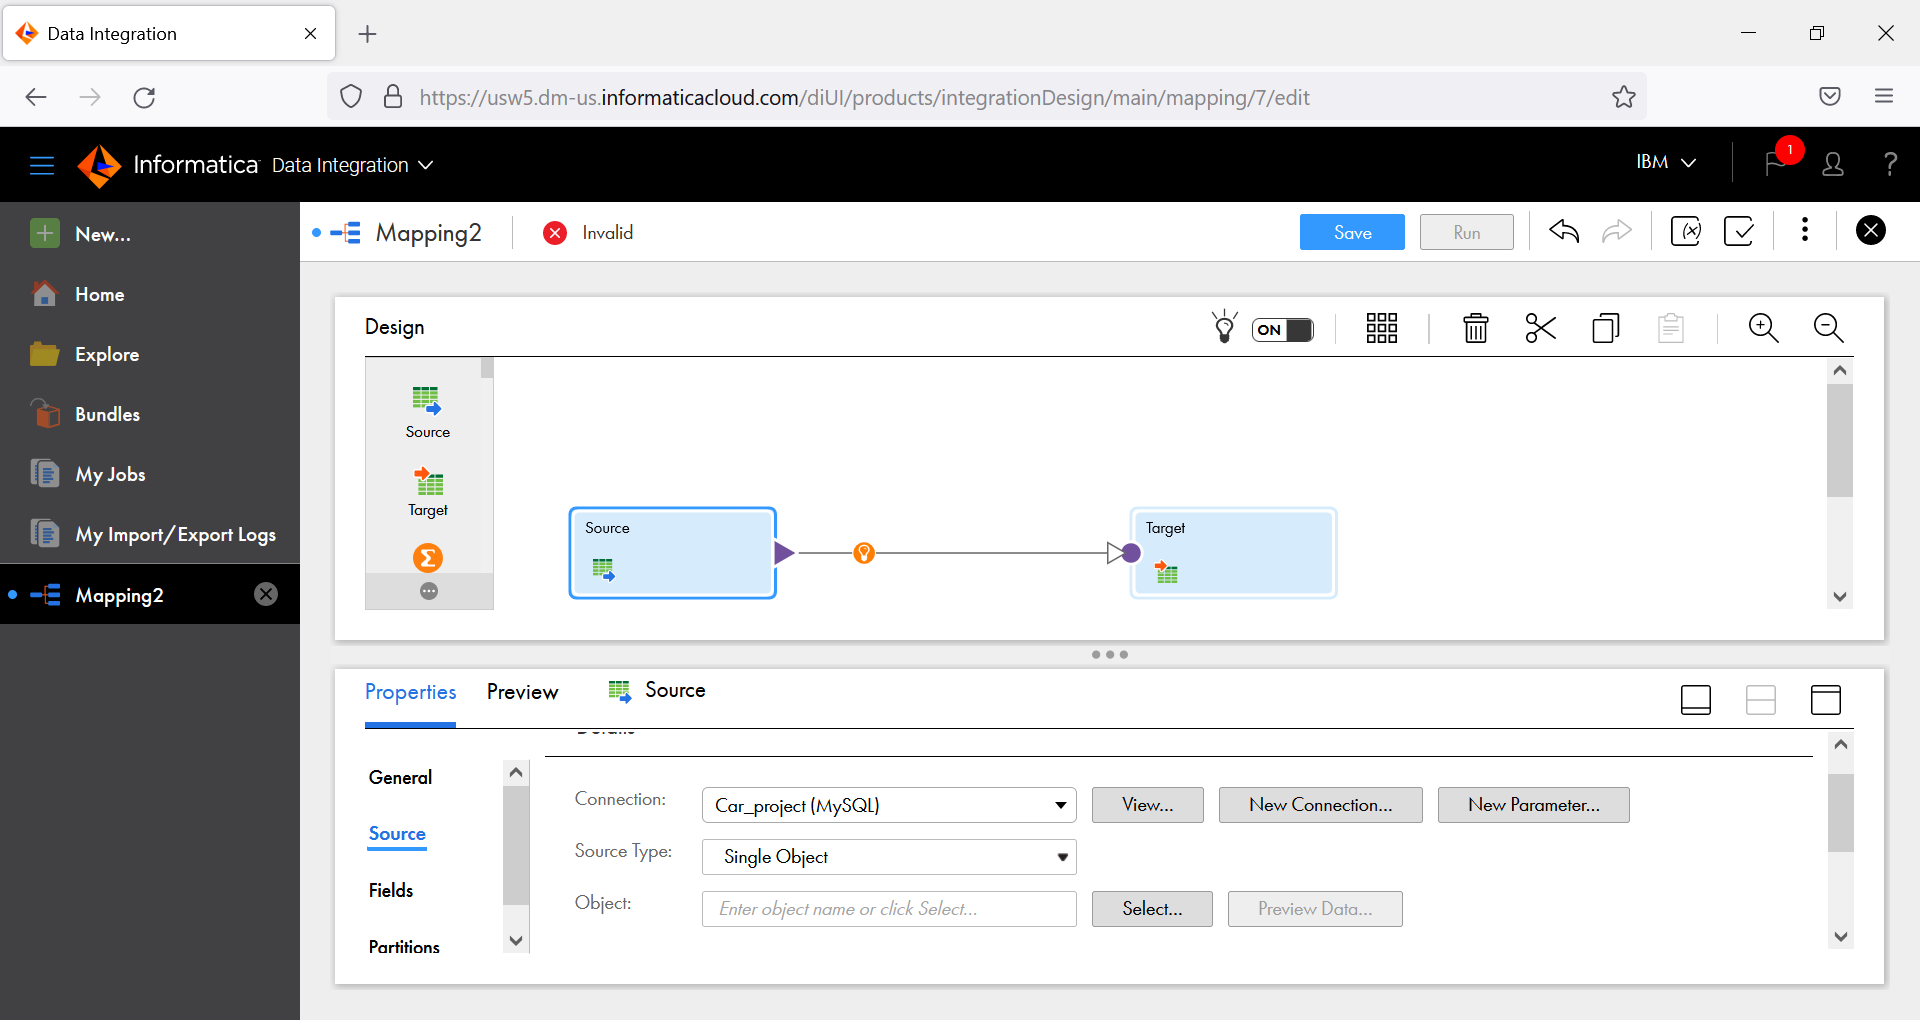 Data Integration
https://usw5.dm-us.informaticacloud.com/diUI/products/integrationDesign/main/mapping/7/edit
Informatica Data Integration
IBM
1
?
New...
Home
Explore
Bundles
My Jobs
My Import/Export Logs
Mapping2
Mapping2
Invalid
Save
Run
Design
ON
Source
Target
Source
Target
Properties
Preview
Source
Details
General
Source
Fields
Partitions
Connection:
Car_project (MySQL)
View...
New Connection...
New Parameter...
Source Type:
Single Object
Object:
Enter object name or click Select...
Select...
Preview Data...